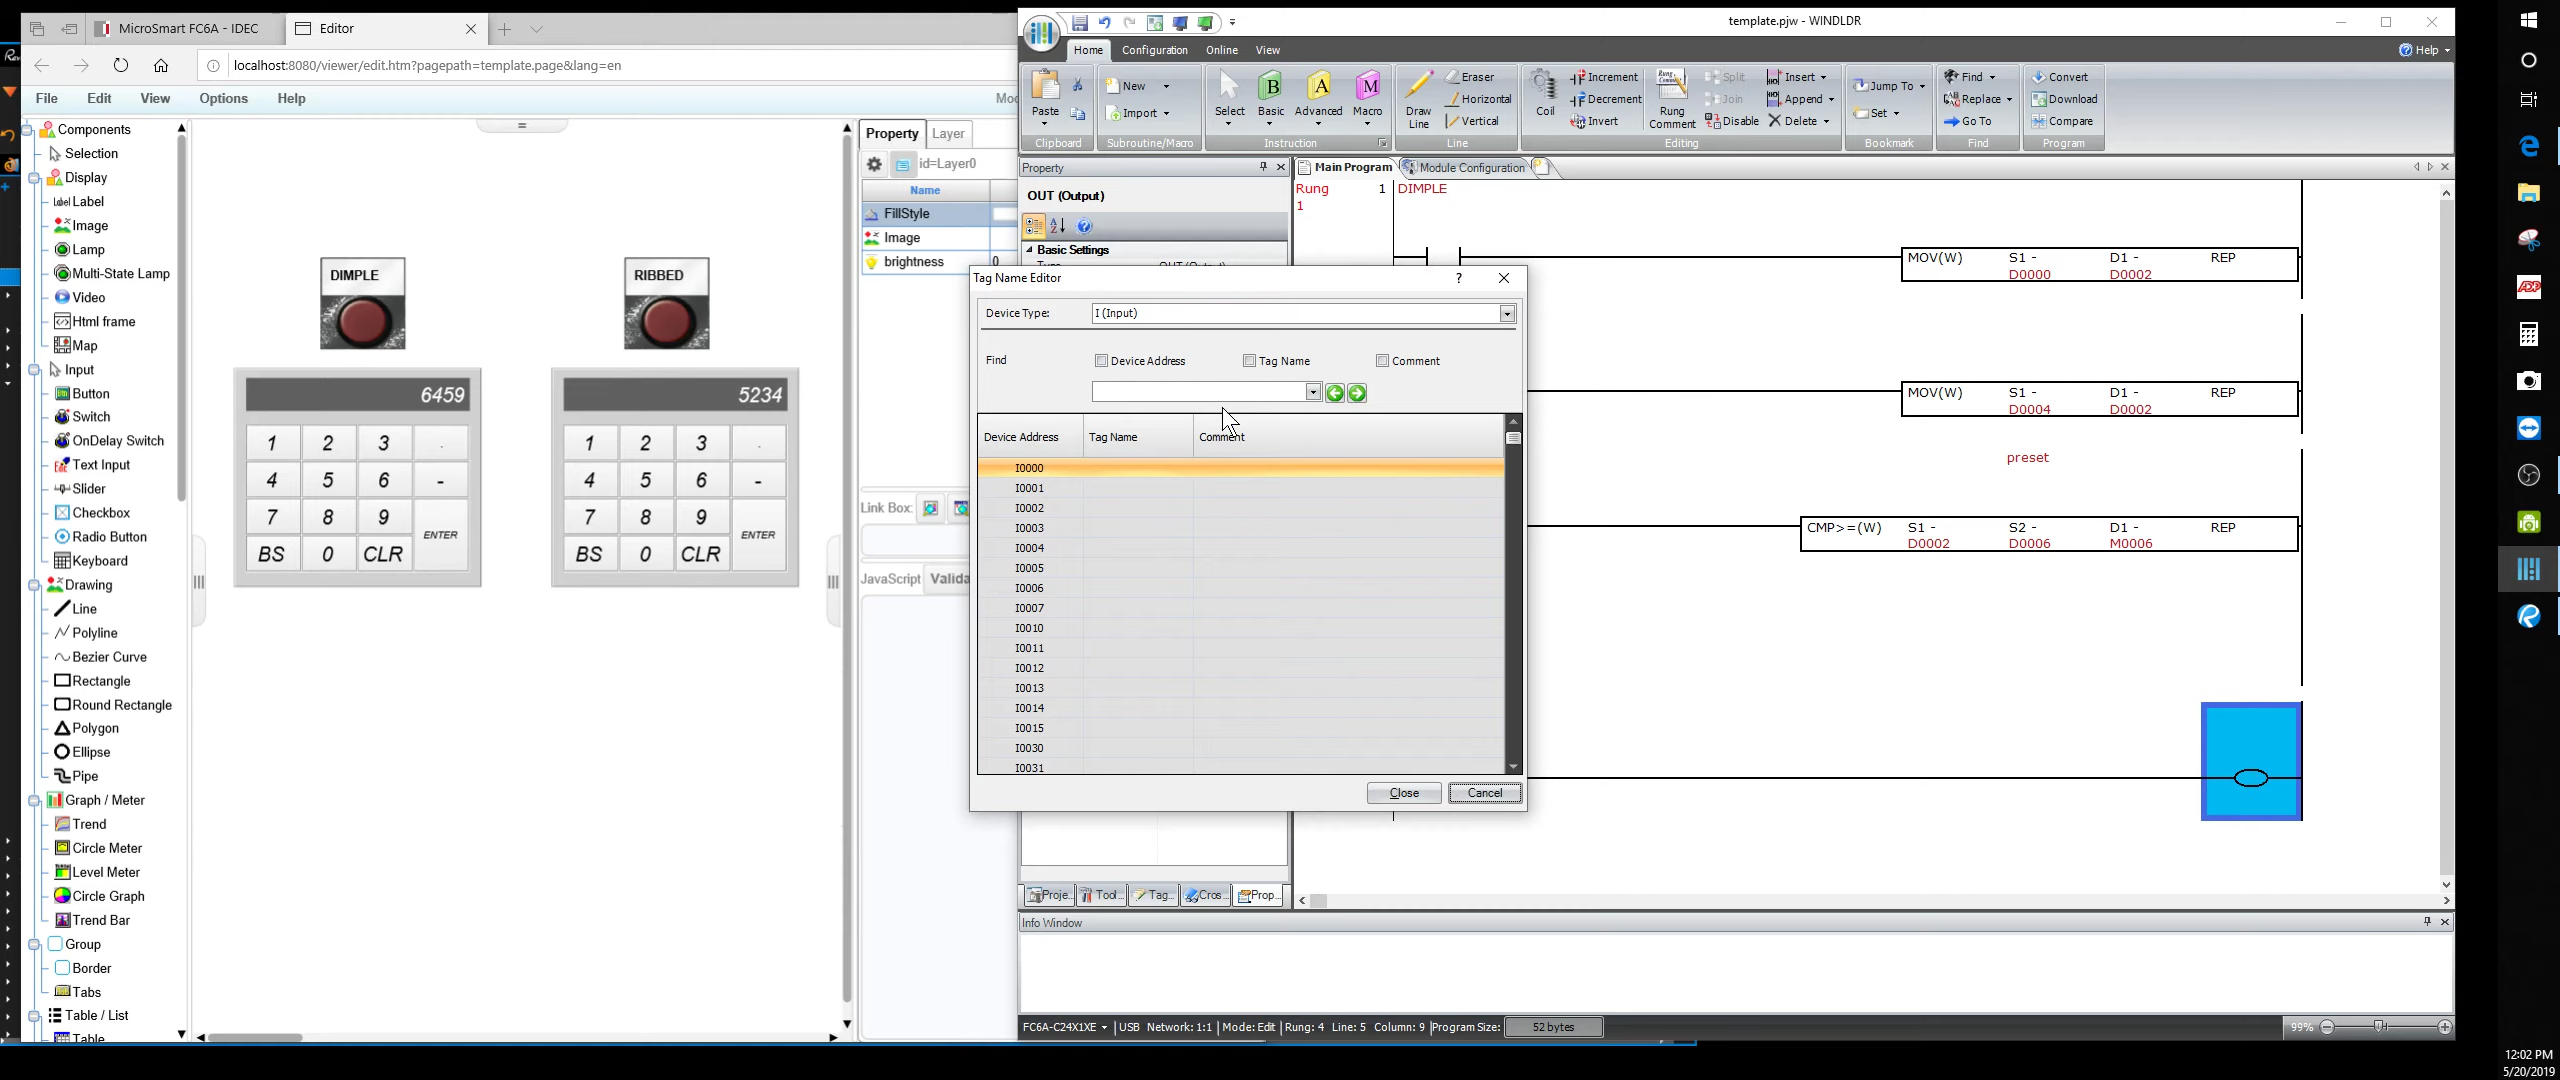 MicroSmart FC6A - IDEC
Editor
localhost:8080/viewer/edit.htm?pagepath=template.page&lang=en
File
Edit
View
Options
Help
Components
Selection
Display
Label
Label
Image
Lamp
Multi-State Lamp
Video
Html frame
Map
Input
Button
Switch
OnDelay Switch
Text Input
Slider
Checkbox
Radio Button
Keyboard
Drawing
Line
Polyline
Bezier Curve
Rectangle
Round Rectangle
Polygon
Ellipse
Pipe
Graph / Meter
Trend
Circle Meter
Level Meter
Circle Graph
Trend Bar
Group
Border
Tabs
Table / List
Table
DIMPLE
6459
1 2 3 .
4 5 6 -
7 8 9
ENTER
BS 0 CLR
RIBBED
5234
1 2 3 .
4 5 6 -
7 8 9
ENTER
BS 0 CLR
Property
Layer
id=Layer0
Name
FillStyle
Image
brightness
0
Link Box:
JavaScript
Valida
template.pjw - WINDLDR
Home
Configuration
Online
View
Help
Paste
Clipboard
New
Import
Subroutine/Macro
Select
Basic
Advanced
Macro
Instruction
Draw Line
Eraser
Horizontal
Vertical
Line
Coil
Increment
Decrement
Invert
Rung Comment
Split
Join
Disable
Insert
Append
Delete
Editing
Jump To
Set
Bookmark
Find
Replace
Go To
Find
Convert
Download
Compare
Program
Property
OUT (Output)
Basic Settings
Main Program
Module Configuration
Rung 1
1
DIMPLE
MOV(W) S1 - D1 - REP
D0000 D0002
MOV(W) S1 - D1 - REP
D0004 D0002
preset
CMP>=(W) S1 - S2 - D1 - REP
D0002 D0006 M0006
Tag Name Editor
?
Device Type:
I (Input)
Find
Device Address
Tag Name
Comment
Device Address Tag Name Comment
I0000
I0001
I0002
I0003
I0004
I0005
I0006
I0007
I0010
I0011
I0012
I0013
I0014
I0015
I0030
I0031
Close
Cancel
Proje...
Tool...
Tag...
Cros...
Prop...
Info Window
FC6A-C24X1XE
USB
Network: 1:1
Mode: Edit
Rung: 4 Line: 5 Column: 9
Program Size:
52 bytes
99%
ADP
12:02 PM
5/20/2019